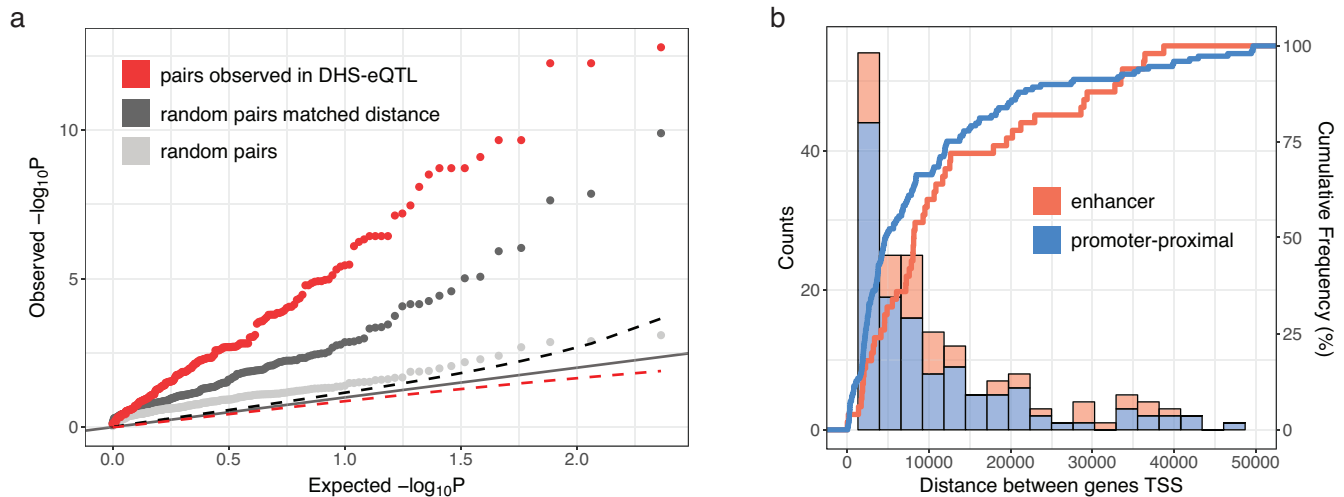 a
Observed −log10P
10
5
0
pairs observed in DHS-eQTL
random pairs matched distance
random pairs
0.0 0.5 1.0 1.5 2.0
Expected −log10P
b
Counts
40
20
0
enhancer
promoter-proximal
100
75
50
25
0
Cumulative Frequency (%)
0 10000 20000 30000 40000 50000
Distance between genes TSS